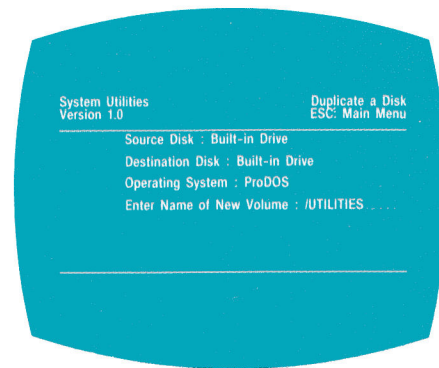 System Utilities
Version 1.0
Duplicate a Disk
ESC: Main Menu
Source Disk : Built-in Drive
Destination Disk : Built-in Drive
Operating System : ProDOS
Enter Name of New Volume : /UTILITIES . . . .